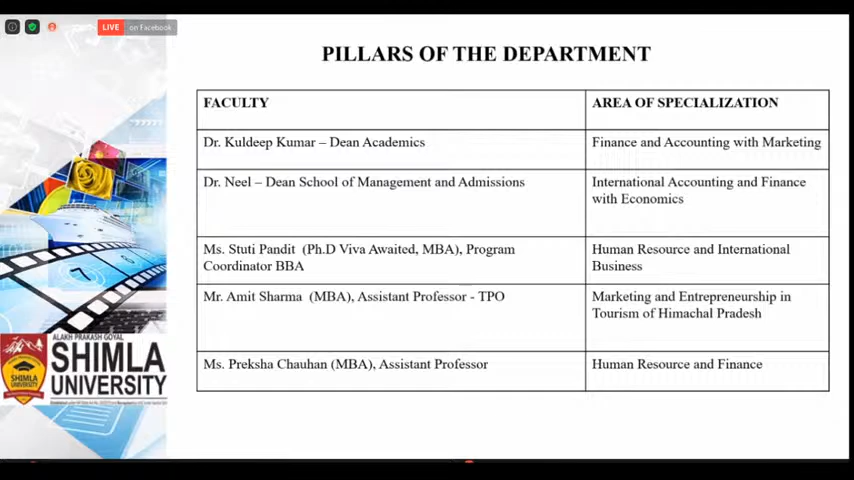 LIVE on Facebook
PILLARS OF THE DEPARTMENT
FACULTY
AREA OF SPECIALIZATION
Dr. Kuldeep Kumar – Dean Academics
Finance and Accounting with Marketing
Dr. Neel – Dean School of Management and Admissions
International Accounting and Finance
with Economics
Ms. Stuti Pandit (Ph.D Viva Awaited, MBA), Program
Coordinator BBA
Human Resource and International
Business
Mr. Amit Sharma (MBA), Assistant Professor - TPO
Marketing and Entrepreneurship in
Tourism of Himachal Pradesh
Ms. Preksha Chauhan (MBA), Assistant Professor
Human Resource and Finance
7
6
ALAKH PRAKASH GOYAL
SHIMLA
UNIVERSITY
SHIMLA
UNIVERSITY